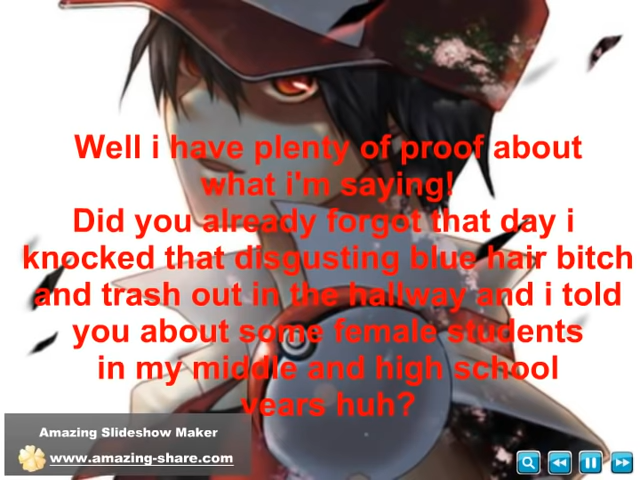 Well i have plenty of proof about
what i'm saying!
Did you already forgot that day i
knocked that disgusting blue hair bitch
and trash out in the hallway and i told
you about some female students
in my middle and high school
years huh?
Amazing Slideshow Maker
www.amazing-share.com